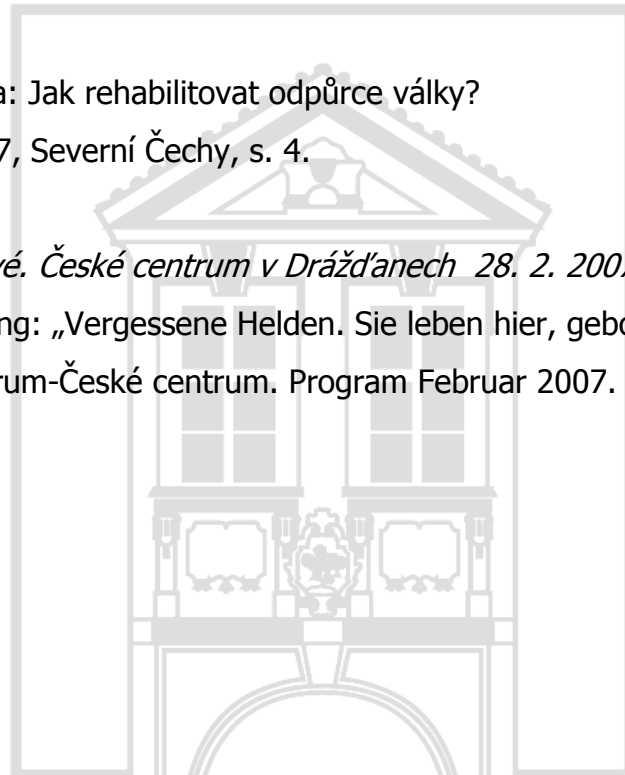 a: Jak rehabilitovat odpůrce války?
7, Severní Čechy, s. 4.
vé. České centrum v Drážďanech 28. 2. 200
ng: „Vergessene Helden. Sie leben hier, gebo
rum-České centrum. Program Februar 2007.